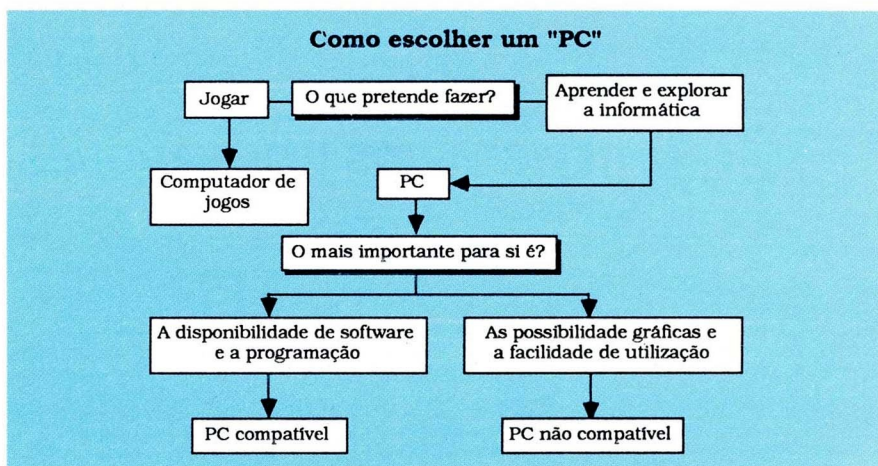 Como escolher um "PC"
Jogar
O que pretende fazer?
Aprender e explorar
a informática
Computador de
jogos
PC
O mais importante para si é?
A disponibilidade de software
e a programação
As possibilidade gráficas e
a facilidade de utilização
PC compatível
PC não compatível